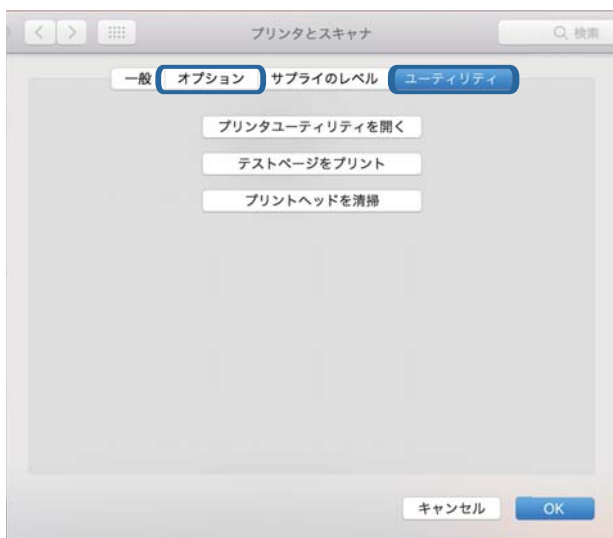 プリンタとスキャナ 検索
一般 オプション サプライのレベル ユーティリティ
プリンタユーティリティを開く
テストページをプリント
プリントヘッドを清掃
キャンセル OK